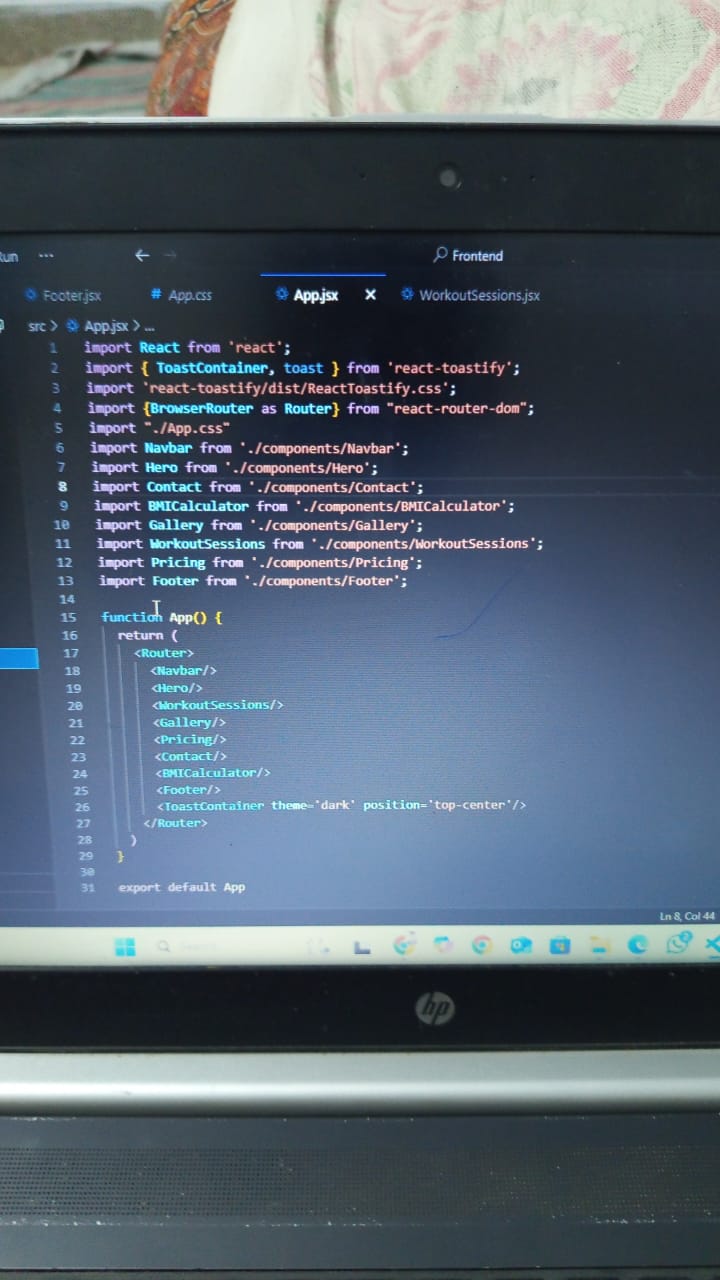 Run ... Frontend
Footer.jsx # App.css App.jsx WorkoutSessions.jsx
src > App.jsx > ...
1 import React from 'react';
2 import { ToastContainer, toast } from 'react-toastify';
3 import 'react-toastify/dist/ReactToastify.css';
4 import {BrowserRouter as Router} from "react-router-dom";
5 import "./App.css"
6 import Navbar from './components/Navbar';
7 import Hero from './components/Hero';
8 import Contact from './components/Contact';
9 import BMICalculator from './components/BMICalculator';
10 import Gallery from './components/Gallery';
11 import WorkoutSessions from './components/WorkoutSessions';
12 import Pricing from './components/Pricing';
13 import Footer from './components/Footer';
14
15 function App() {
16 return (
17 <Router>
18 <Navbar/>
19 <Hero/>
20 <WorkoutSessions/>
21 <Gallery/>
22 <Pricing/>
23 <Contact/>
24 <BMICalculator/>
25 <Footer/>
26 <ToastContainer theme='dark' position='top-center'/>
27 </Router>
28 )
29 }
30
31 export default App
Ln 8, Col 44
Search
hp